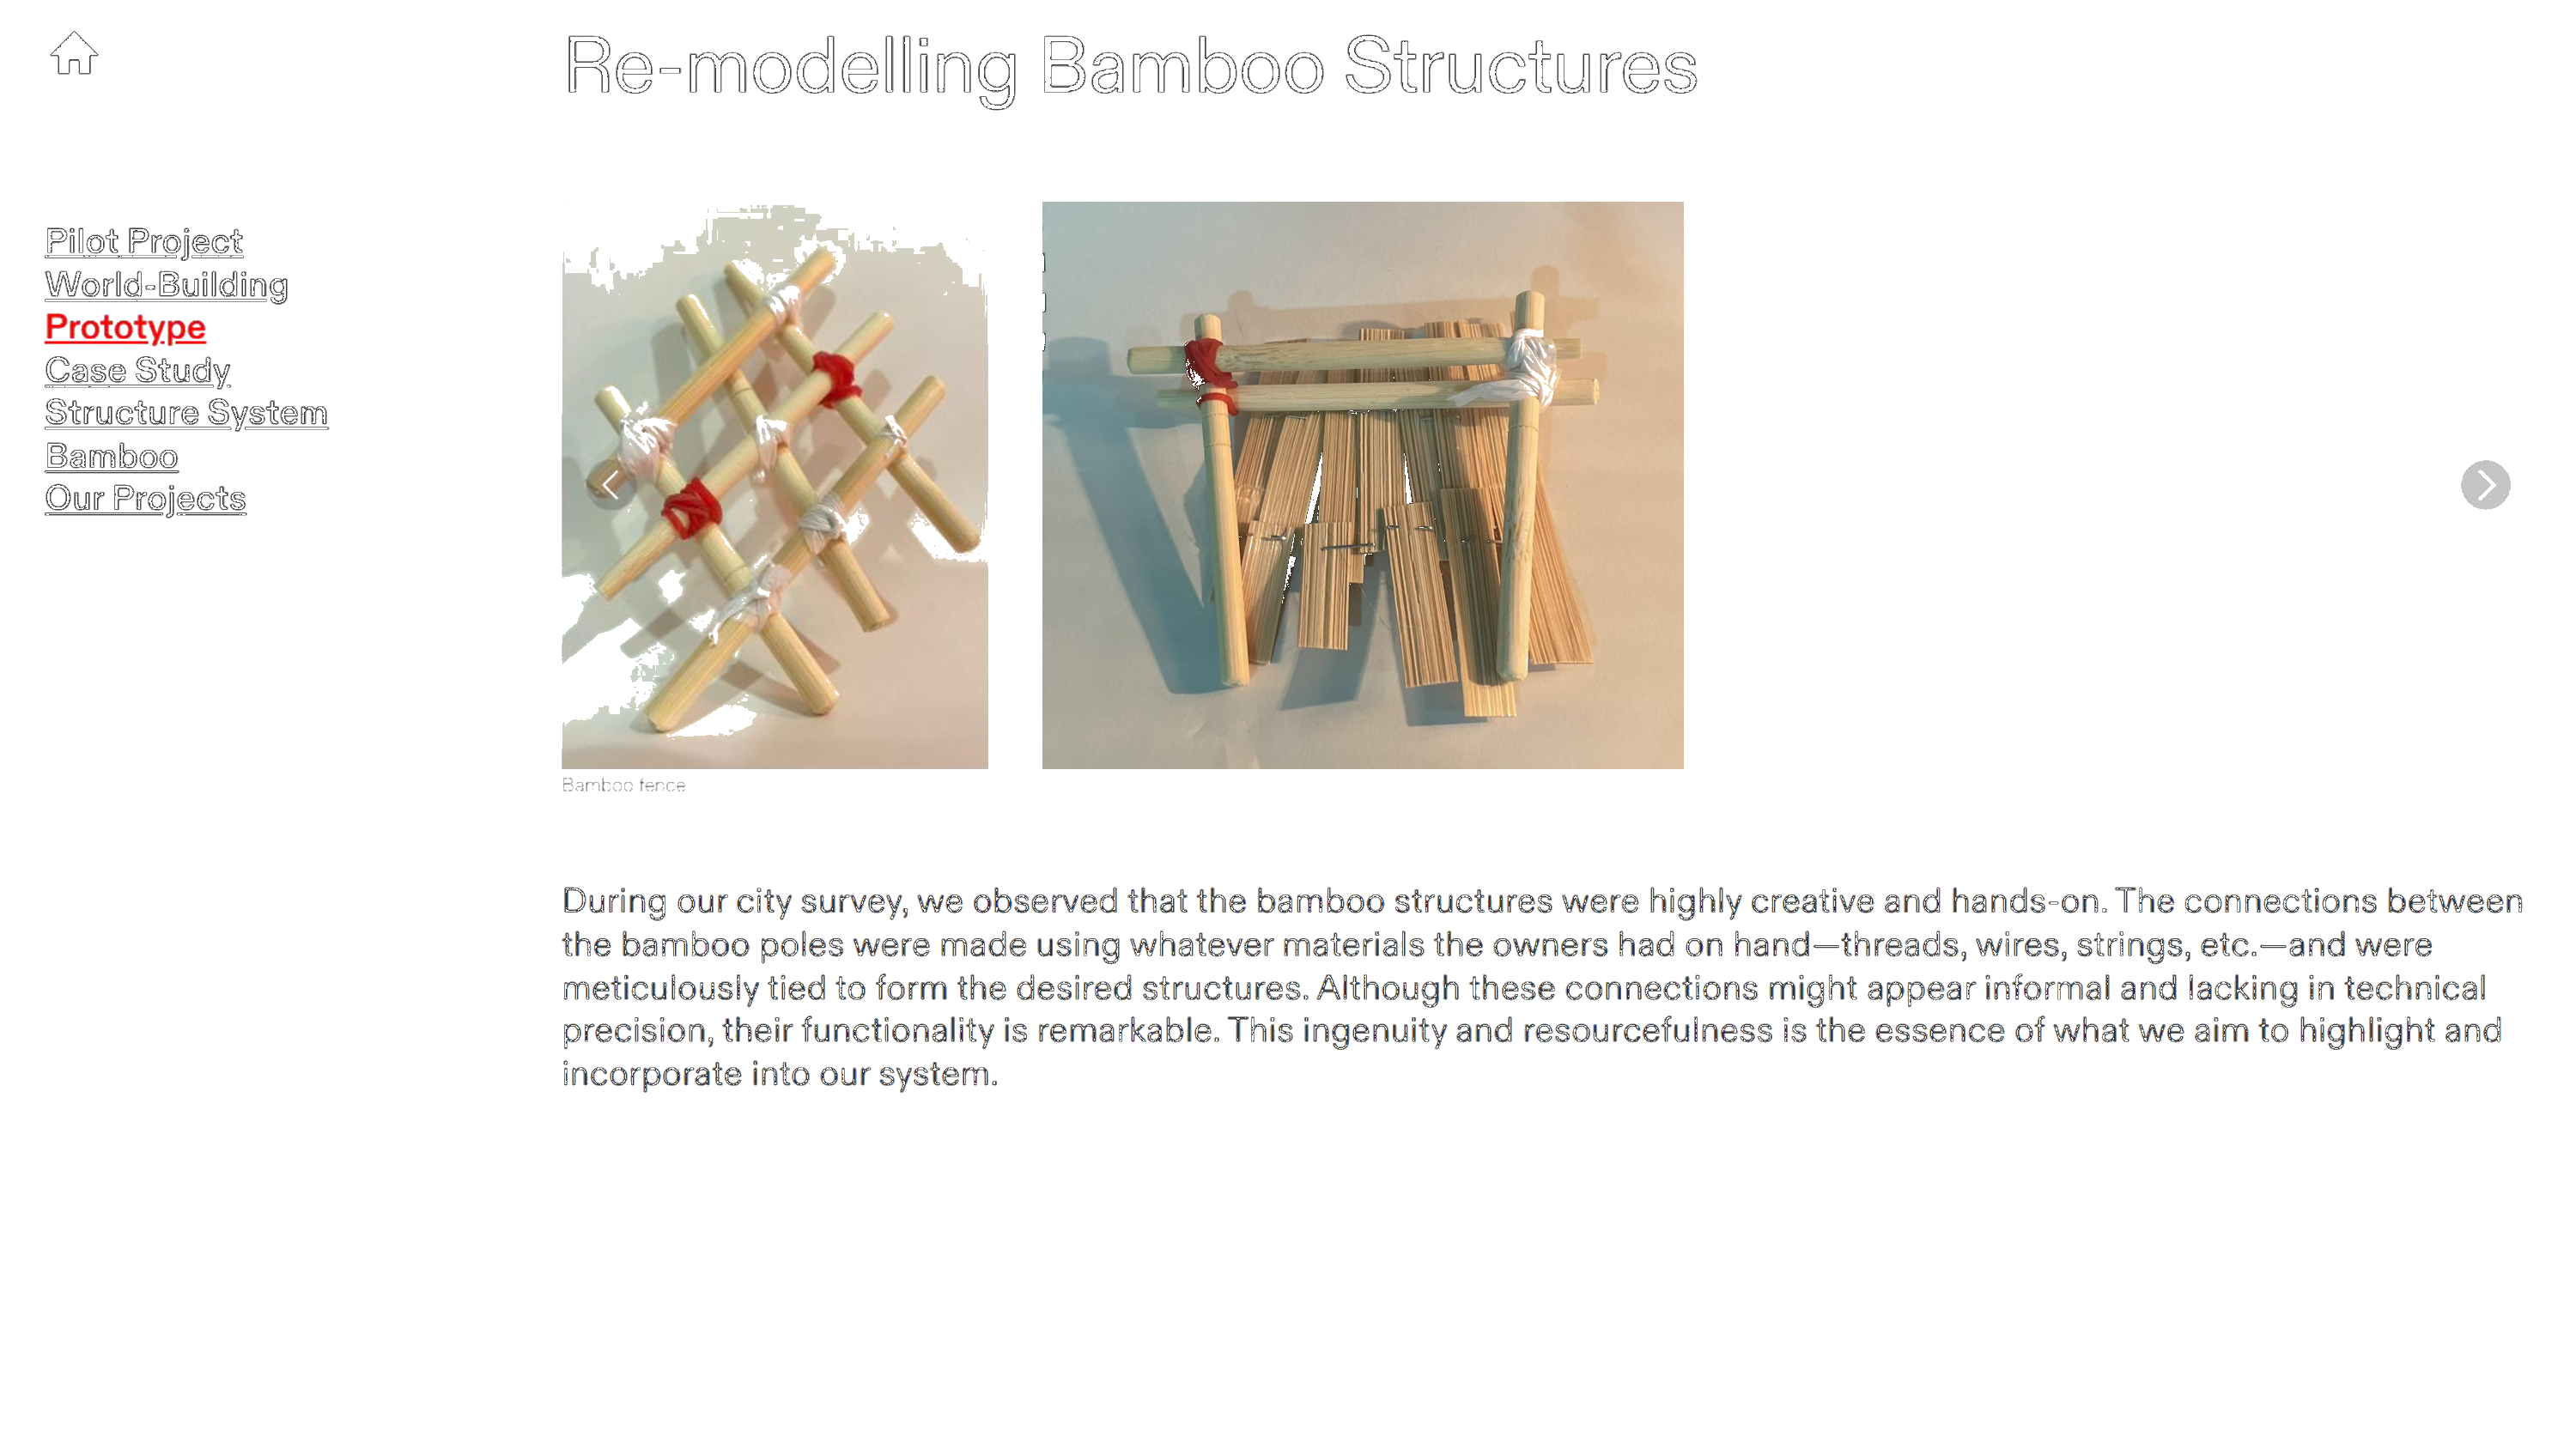 Re-modelling Bamboo Structures
Pilot Project
World-Building
Prototype
Case Study
Structure System
Bamboo
Our Projects
Bamboo fence
During our city survey, we observed that the bamboo structures were highly creative and hands-on. The connections between
the bamboo poles were made using whatever materials the owners had on hand—threads, wires, strings, etc.—and were
meticulously tied to form the desired structures. Although these connections might appear informal and lacking in technical
precision, their functionality is remarkable. This ingenuity and resourcefulness is the essence of what we aim to highlight and
incorporate into our system.